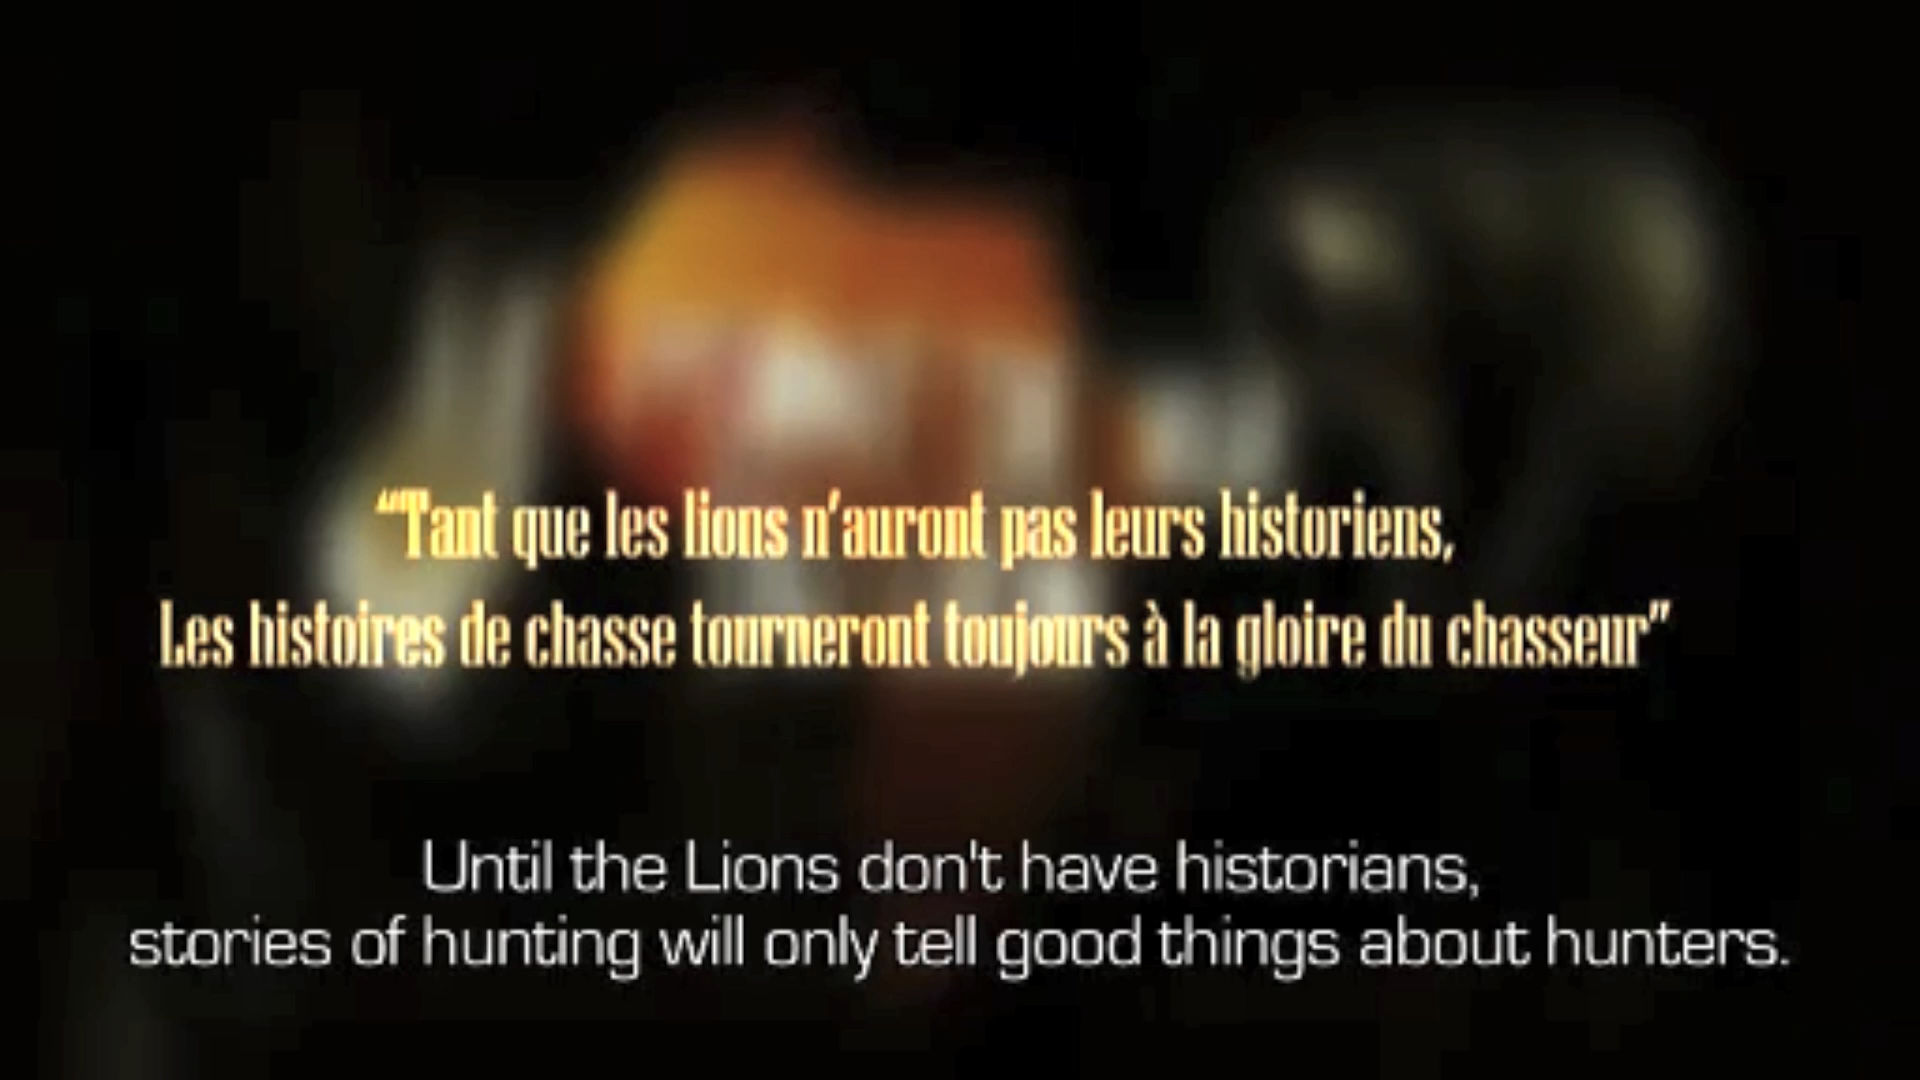 “Tant que les lions n’auront pas leurs historiens,
Les histoires de chasse tourneront toujours à la gloire du chasseur”
Until the Lions don't have historians,
stories of hunting will only tell good things about hunters.